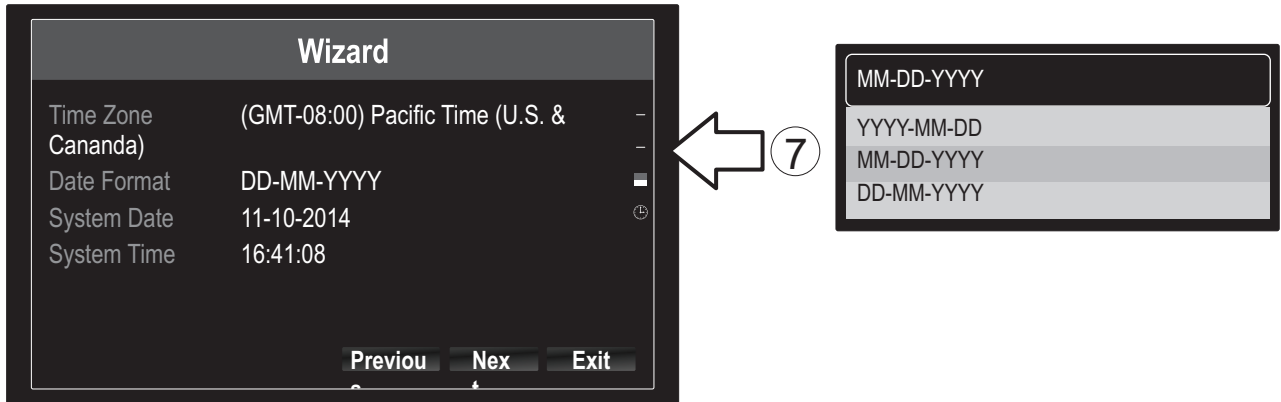 Wizard
Time Zone (GMT-08:00) Pacific Time (U.S. &
Cananda)
Date Format DD-MM-YYYY
System Date 11-10-2014
System Time 16:41:08
Previous Next Exit
7
MM-DD-YYYY
YYYY-MM-DD
MM-DD-YYYY
DD-MM-YYYY